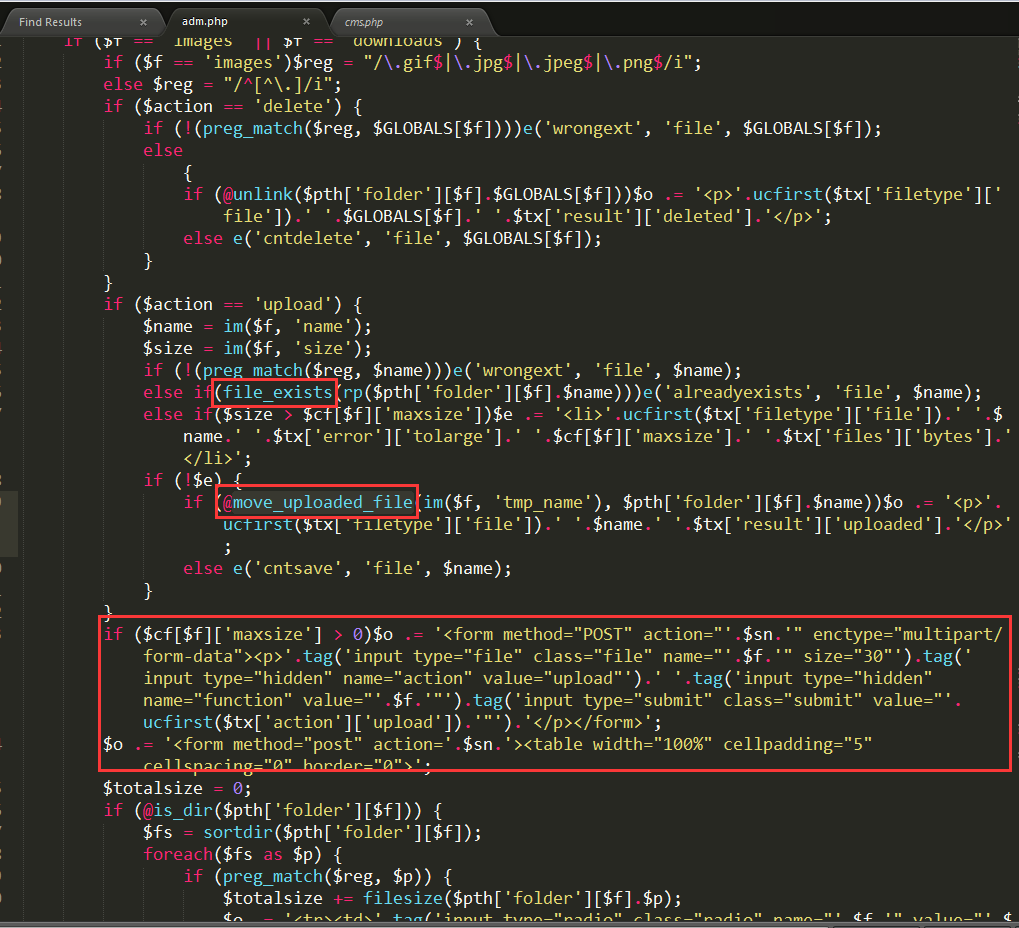 Find Results × adm.php × cms.php ×
if ($f == 'images' || $f == 'downloads') {
if ($f == 'images')$reg = "/\.gif$|\.jpg$|\.jpeg$|\.png$/i";
else $reg = "/^[^\.]/i";
if ($action == 'delete') {
if (!(preg_match($reg, $GLOBALS[$f])))e('wrongext', 'file', $GLOBALS[$f]);
else
{
if (@unlink($pth['folder'][$f].$GLOBALS[$f]))$o .= '<p>'.ucfirst($tx['filetype']['
file']).' '.$GLOBALS[$f].' '.$tx['result']['deleted'].'</p>';
else e('cntdelete', 'file', $GLOBALS[$f]);
}
}
if ($action == 'upload') {
$name = im($f, 'name');
$size = im($f, 'size');
if (!(preg_match($reg, $name)))e('wrongext', 'file', $name);
else if(file_exists(rp($pth['folder'][$f].$name)))e('alreadyexists', 'file', $name);
else if($size > $cf[$f]['maxsize'])$e .= '<li>'.ucfirst($tx['filetype']['file']).' '.$
name.' '.$tx['error']['tolarge'].' '.$cf[$f]['maxsize'].' '.$tx['files']['bytes'].'
</li>';
if (!$e) {
if (@move_uploaded_file(im($f, 'tmp_name'), $pth['folder'][$f].$name))$o .= '<p>'.
ucfirst($tx['filetype']['file']).' '.$name.' '.$tx['result']['uploaded'].'</p>'
;
else e('cntsave', 'file', $name);
}
}
if ($cf[$f]['maxsize'] > 0)$o .= '<form method="POST" action="'.$sn.'" enctype="multipart/
form-data"><p>'.tag('input type="file" class="file" name="'.$f.'" size="30"').tag('
input type="hidden" name="action" value="upload"').' '.tag('input type="hidden"
name="function" value="'.$f.'"').tag('input type="submit" class="submit" value="'.
ucfirst($tx['action']['upload']).'"').'</p></form>';
$o .= '<form method="post" action='.$sn.'><table width="100%" cellpadding="5"
cellspacing="0" border="0">';
$totalsize = 0;
if (@is_dir($pth['folder'][$f])) {
$fs = sortdir($pth['folder'][$f]);
foreach($fs as $p) {
if (preg_match($reg, $p)) {
$totalsize += filesize($pth['folder'][$f].$p);
$o .= '<tr><td>'.tag('input type="radio" class="radio" name="'.$f.'" value="'.$